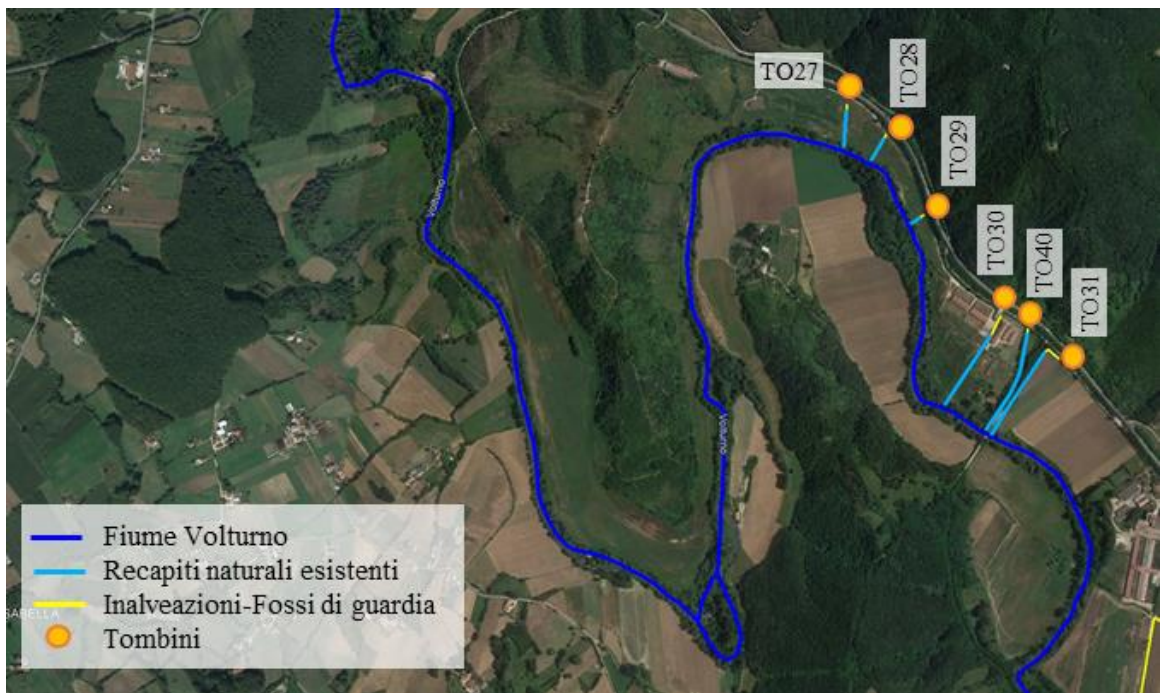 TO27
TO28
TO29
TO30
TO40
TO31
Volturno
Volturno
Fiume Volturno
Recapiti naturali esistenti
Inalveazioni-Fossi di guardia
Tombini